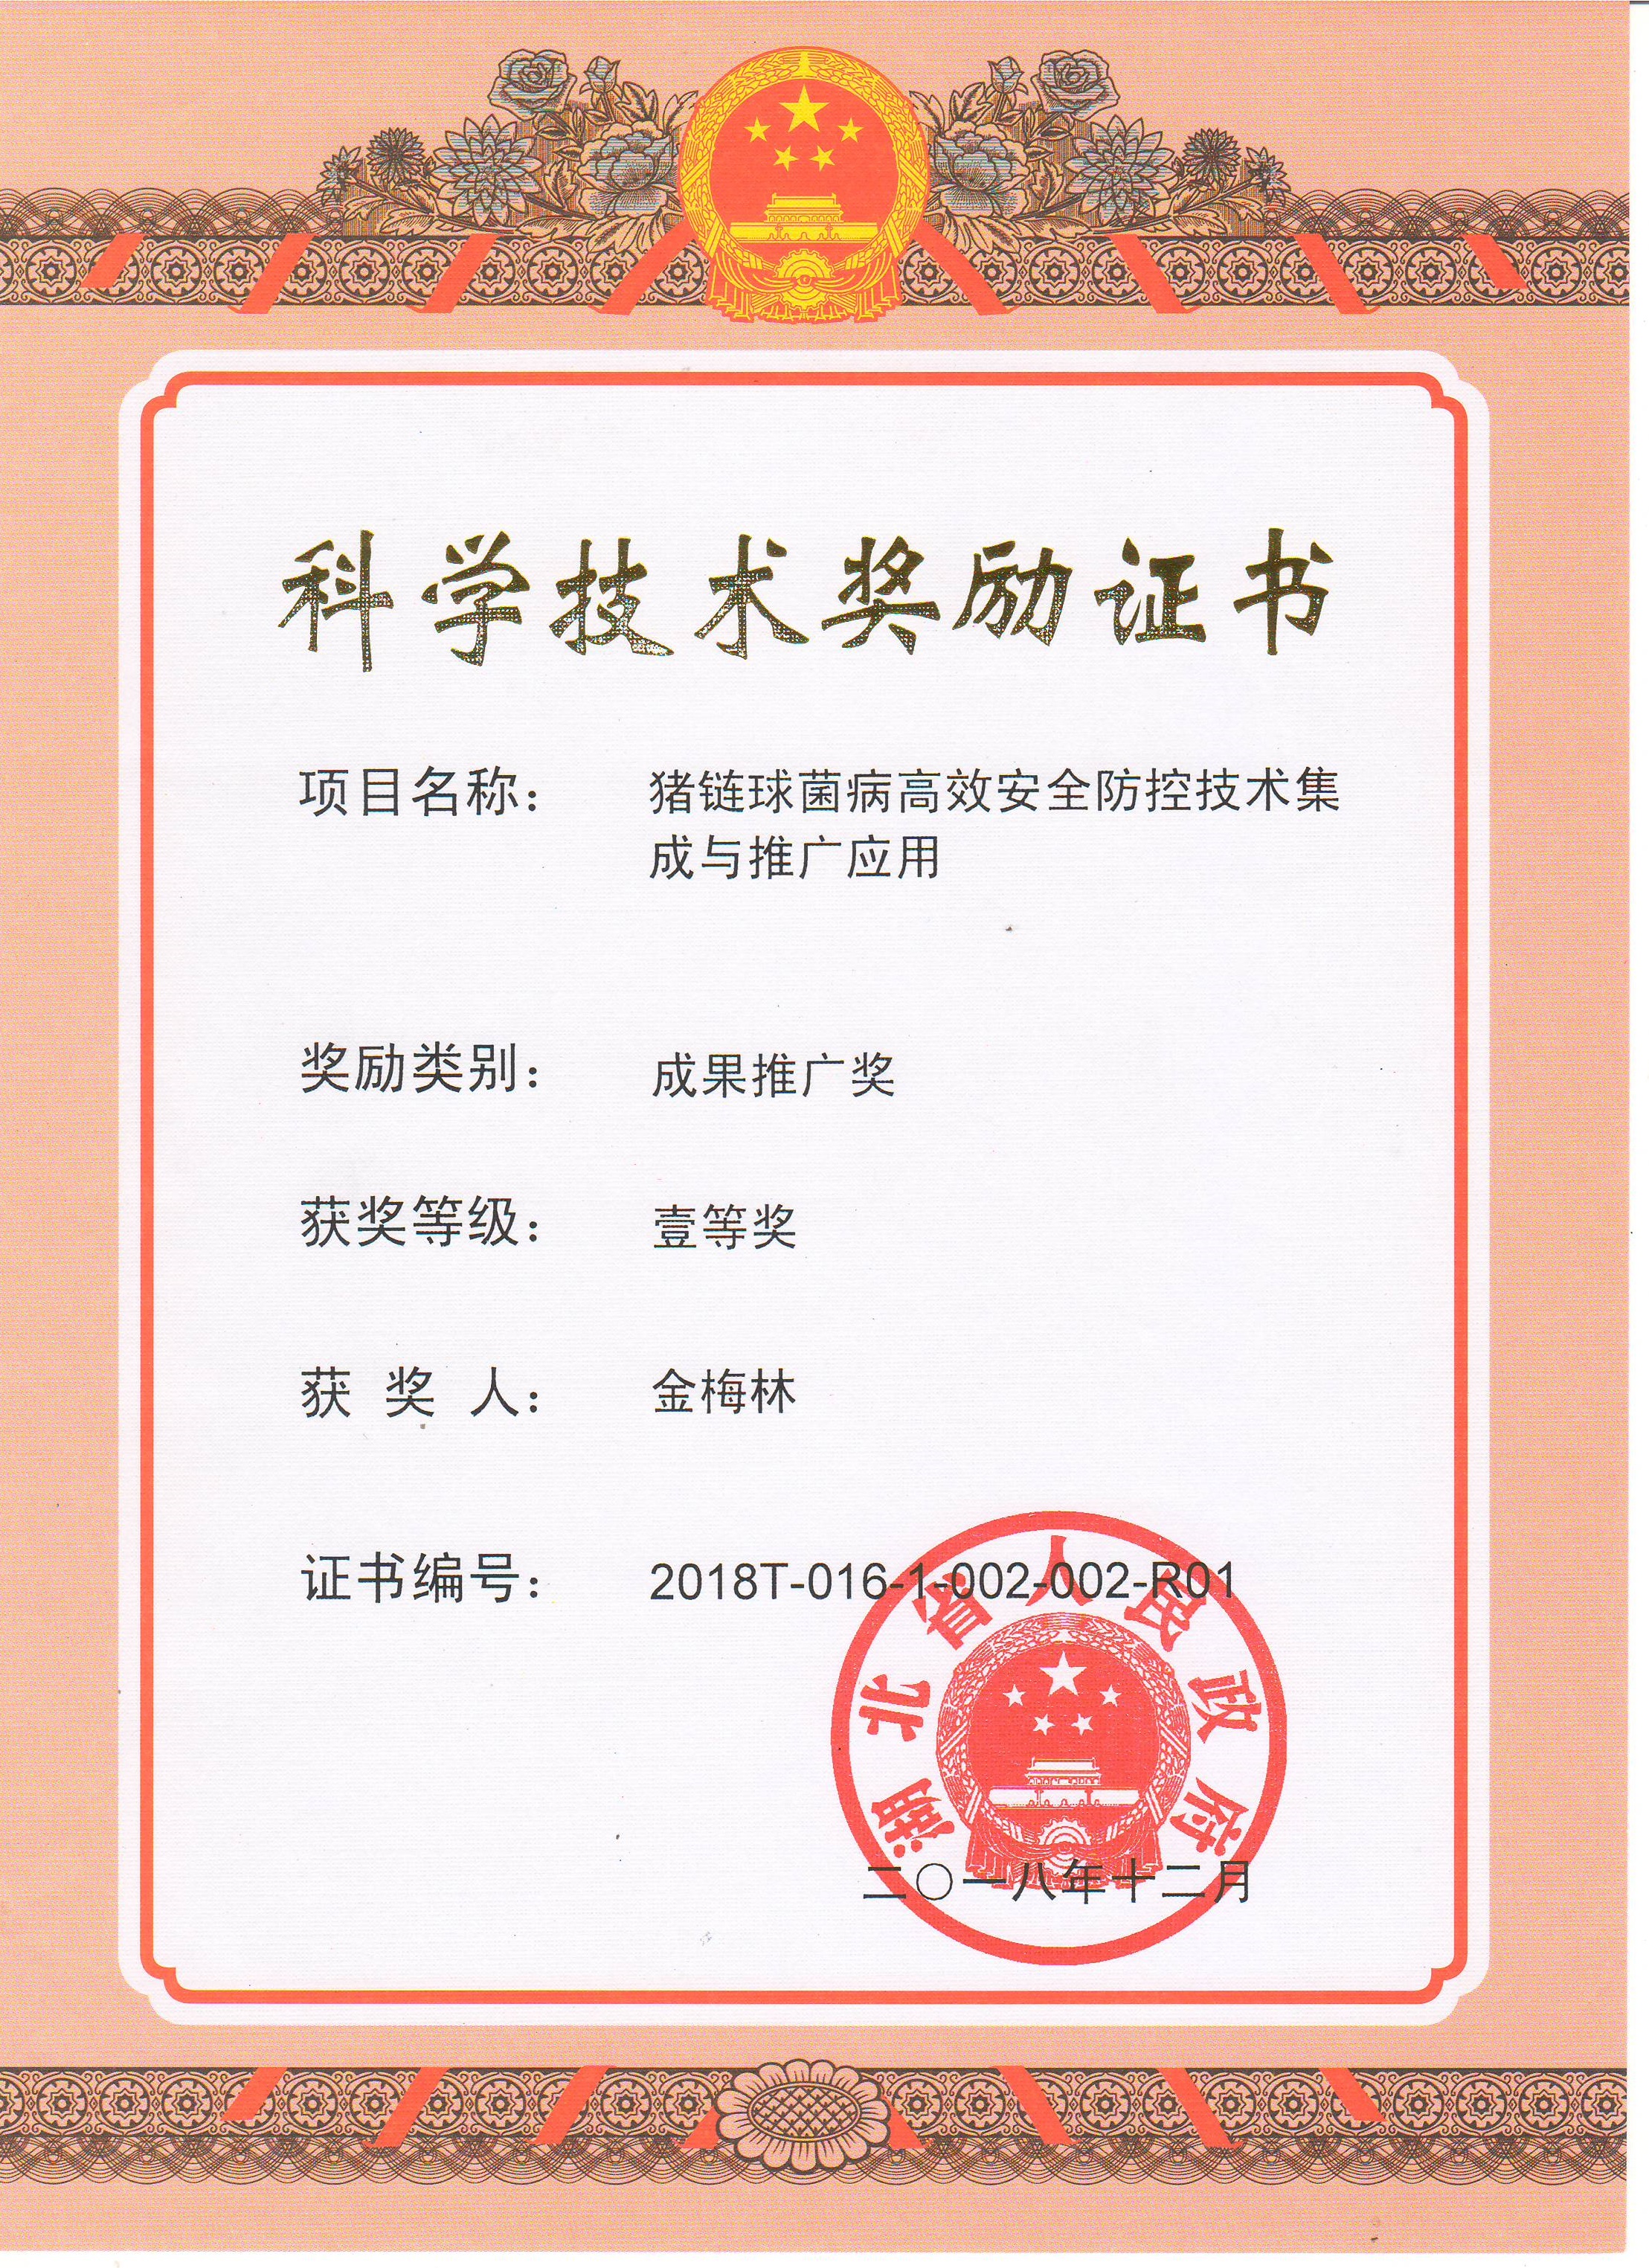 科学技术奖励证书
项目名称： 猪链球菌病高效安全防控技术集
成与推广应用
奖励类别： 成果推广奖
获奖等级： 壹等奖
获 奖 人： 金梅林
证书编号： 2018T-016-1-002-002-R01
湖北省人民政府
二〇一八年十二月